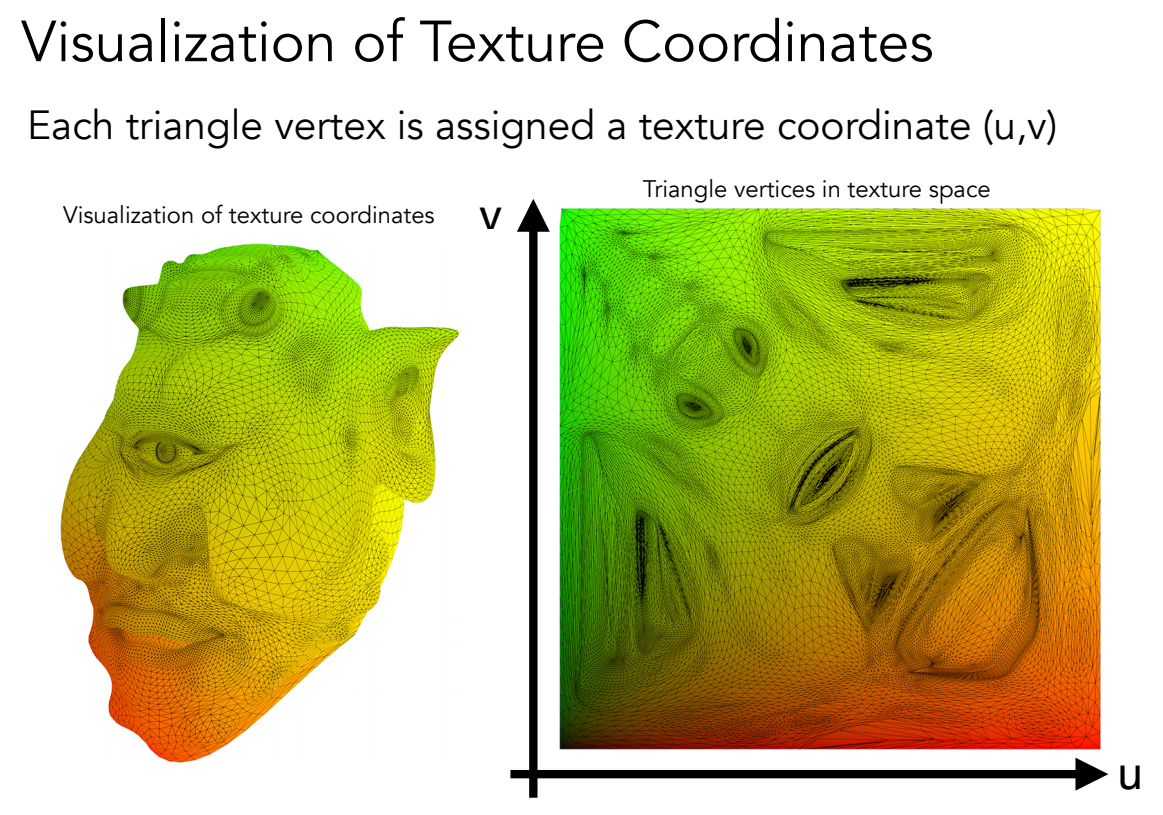 Visualization of Texture Coordinates
Each triangle vertex is assigned a texture coordinate (u,v)
Visualization of texture coordinates
Triangle vertices in texture space
v
u